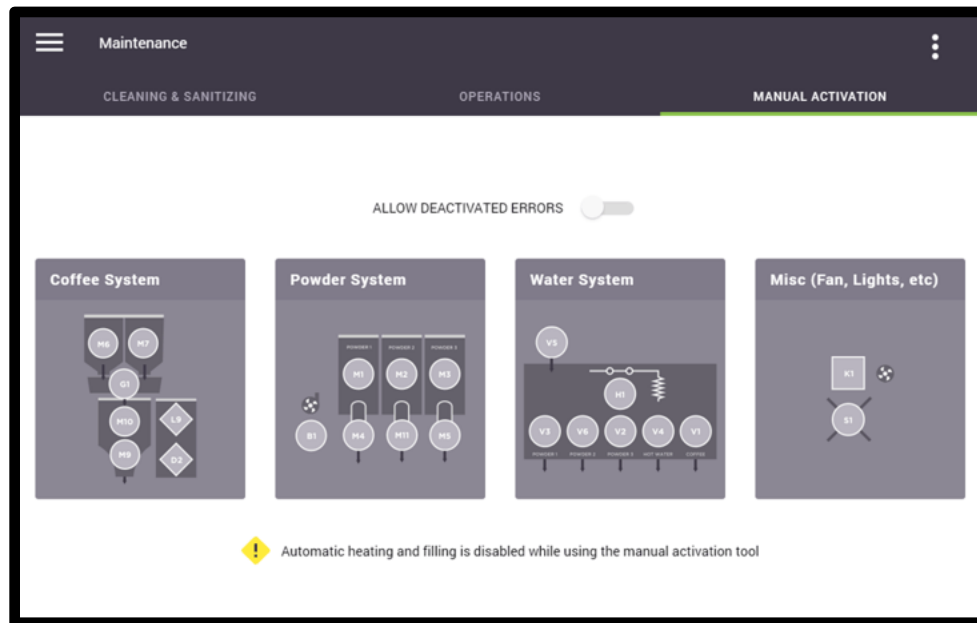 Maintenance
CLEANING & SANITIZING OPERATIONS MANUAL ACTIVATION
ALLOW DEACTIVATED ERRORS
Coffee System
M6 M7
G1
M10 L9
M9 D2
Powder System
POWDER 1 POWDER 2 POWDER 3
M1 M2 M3
B1 M4 M11 M5
Water System
V5
H1
V3 V6 V2 V4 V1
POWDER 1 POWDER 2 POWDER 3 HOT WATER COFFEE
Misc (Fan, Lights, etc)
K1
S1
! Automatic heating and filling is disabled while using the manual activation tool